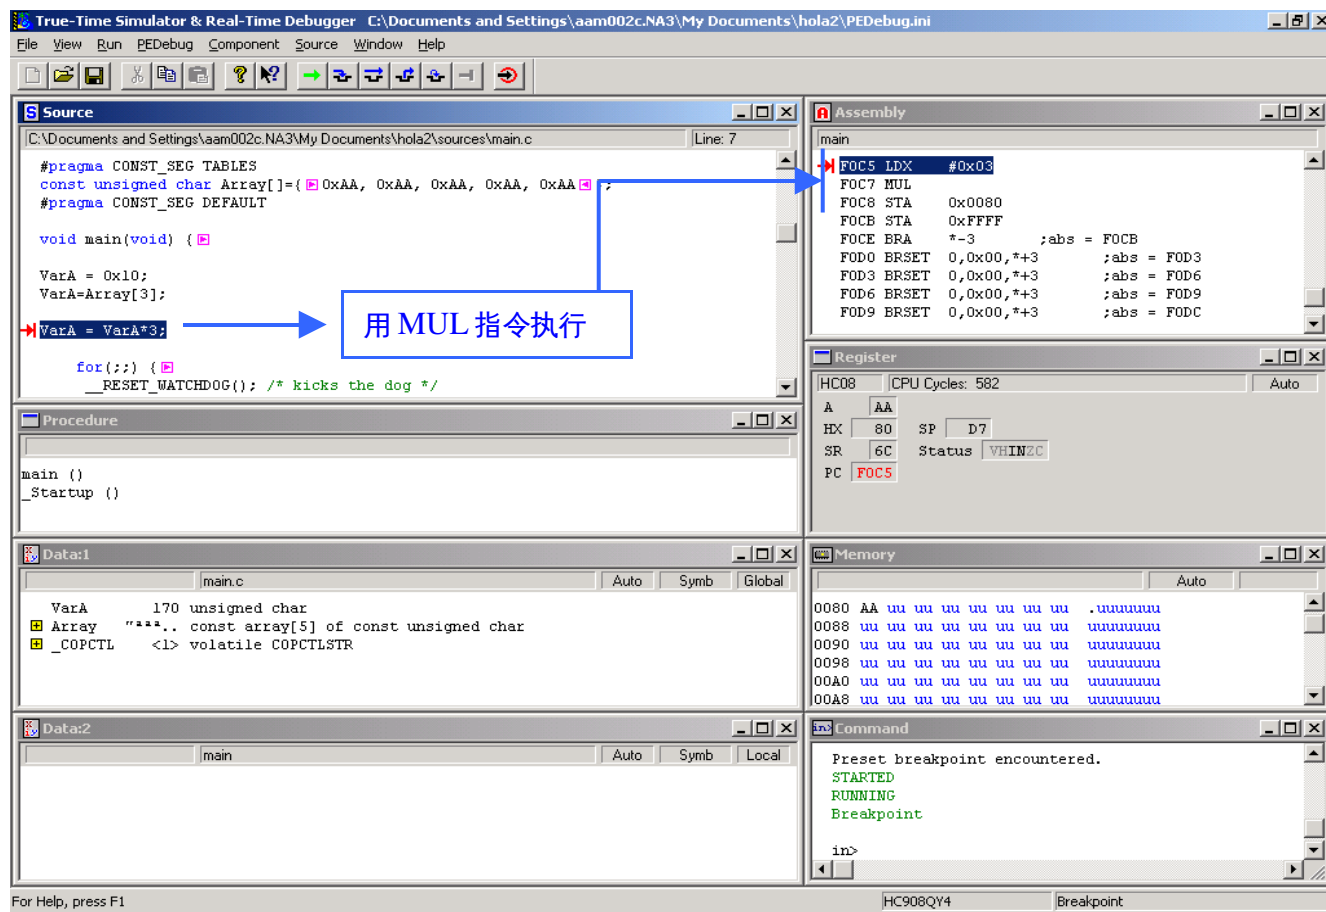 True-Time Simulator & Real-Time Debugger   C:\Documents and Settings\aam002c.NA3\My Documents\hola2\PEDebug.ini
File View Run PEDebug Component Source Window Help
Source
C:\Documents and Settings\aam002c.NA3\My Documents\hola2\sources\main.c Line: 7
#pragma CONST_SEG TABLES
const unsigned char Array[]={ 0xAA, 0xAA, 0xAA, 0xAA, 0xAA };
#pragma CONST_SEG DEFAULT
void main(void) {
VarA = 0x10;
VarA=Array[3];
VarA = VarA*3;
for(;;) {
__RESET_WATCHDOG(); /* kicks the dog */
用 MUL 指令执行
Assembly
main
F0C5 LDX #0x03
F0C7 MUL
F0C8 STA 0x0080
F0CB STA 0xFFFF
F0CE BRA *-3 ;abs = F0CB
F0D0 BRSET 0,0x00,*+3 ;abs = F0D3
F0D3 BRSET 0,0x00,*+3 ;abs = F0D6
F0D6 BRSET 0,0x00,*+3 ;abs = F0D9
F0D9 BRSET 0,0x00,*+3 ;abs = F0DC
Register
HC08 CPU Cycles: 582 Auto
A AA
HX 80 SP D7
SR 6C Status VHINZC
PC F0C5
Procedure
main ()
_Startup ()
Data:1
main.c Auto Symb Global
VarA 170 unsigned char
Array "ªªª.. const array[5] of const unsigned char
_COPCTL <1> volatile COPCTLSTR
Memory
Auto
0080 AA uu uu uu uu uu uu uu .uuuuuuu
0088 uu uu uu uu uu uu uu uu uuuuuuuu
0090 uu uu uu uu uu uu uu uu uuuuuuuu
0098 uu uu uu uu uu uu uu uu uuuuuuuu
00A0 uu uu uu uu uu uu uu uu uuuuuuuu
00A8 uu uu uu uu uu uu uu uu uuuuuuuu
Data:2
main Auto Symb Local
Command
Preset breakpoint encountered.
STARTED
RUNNING
Breakpoint
in>
For Help, press F1 HC908QY4 Breakpoint